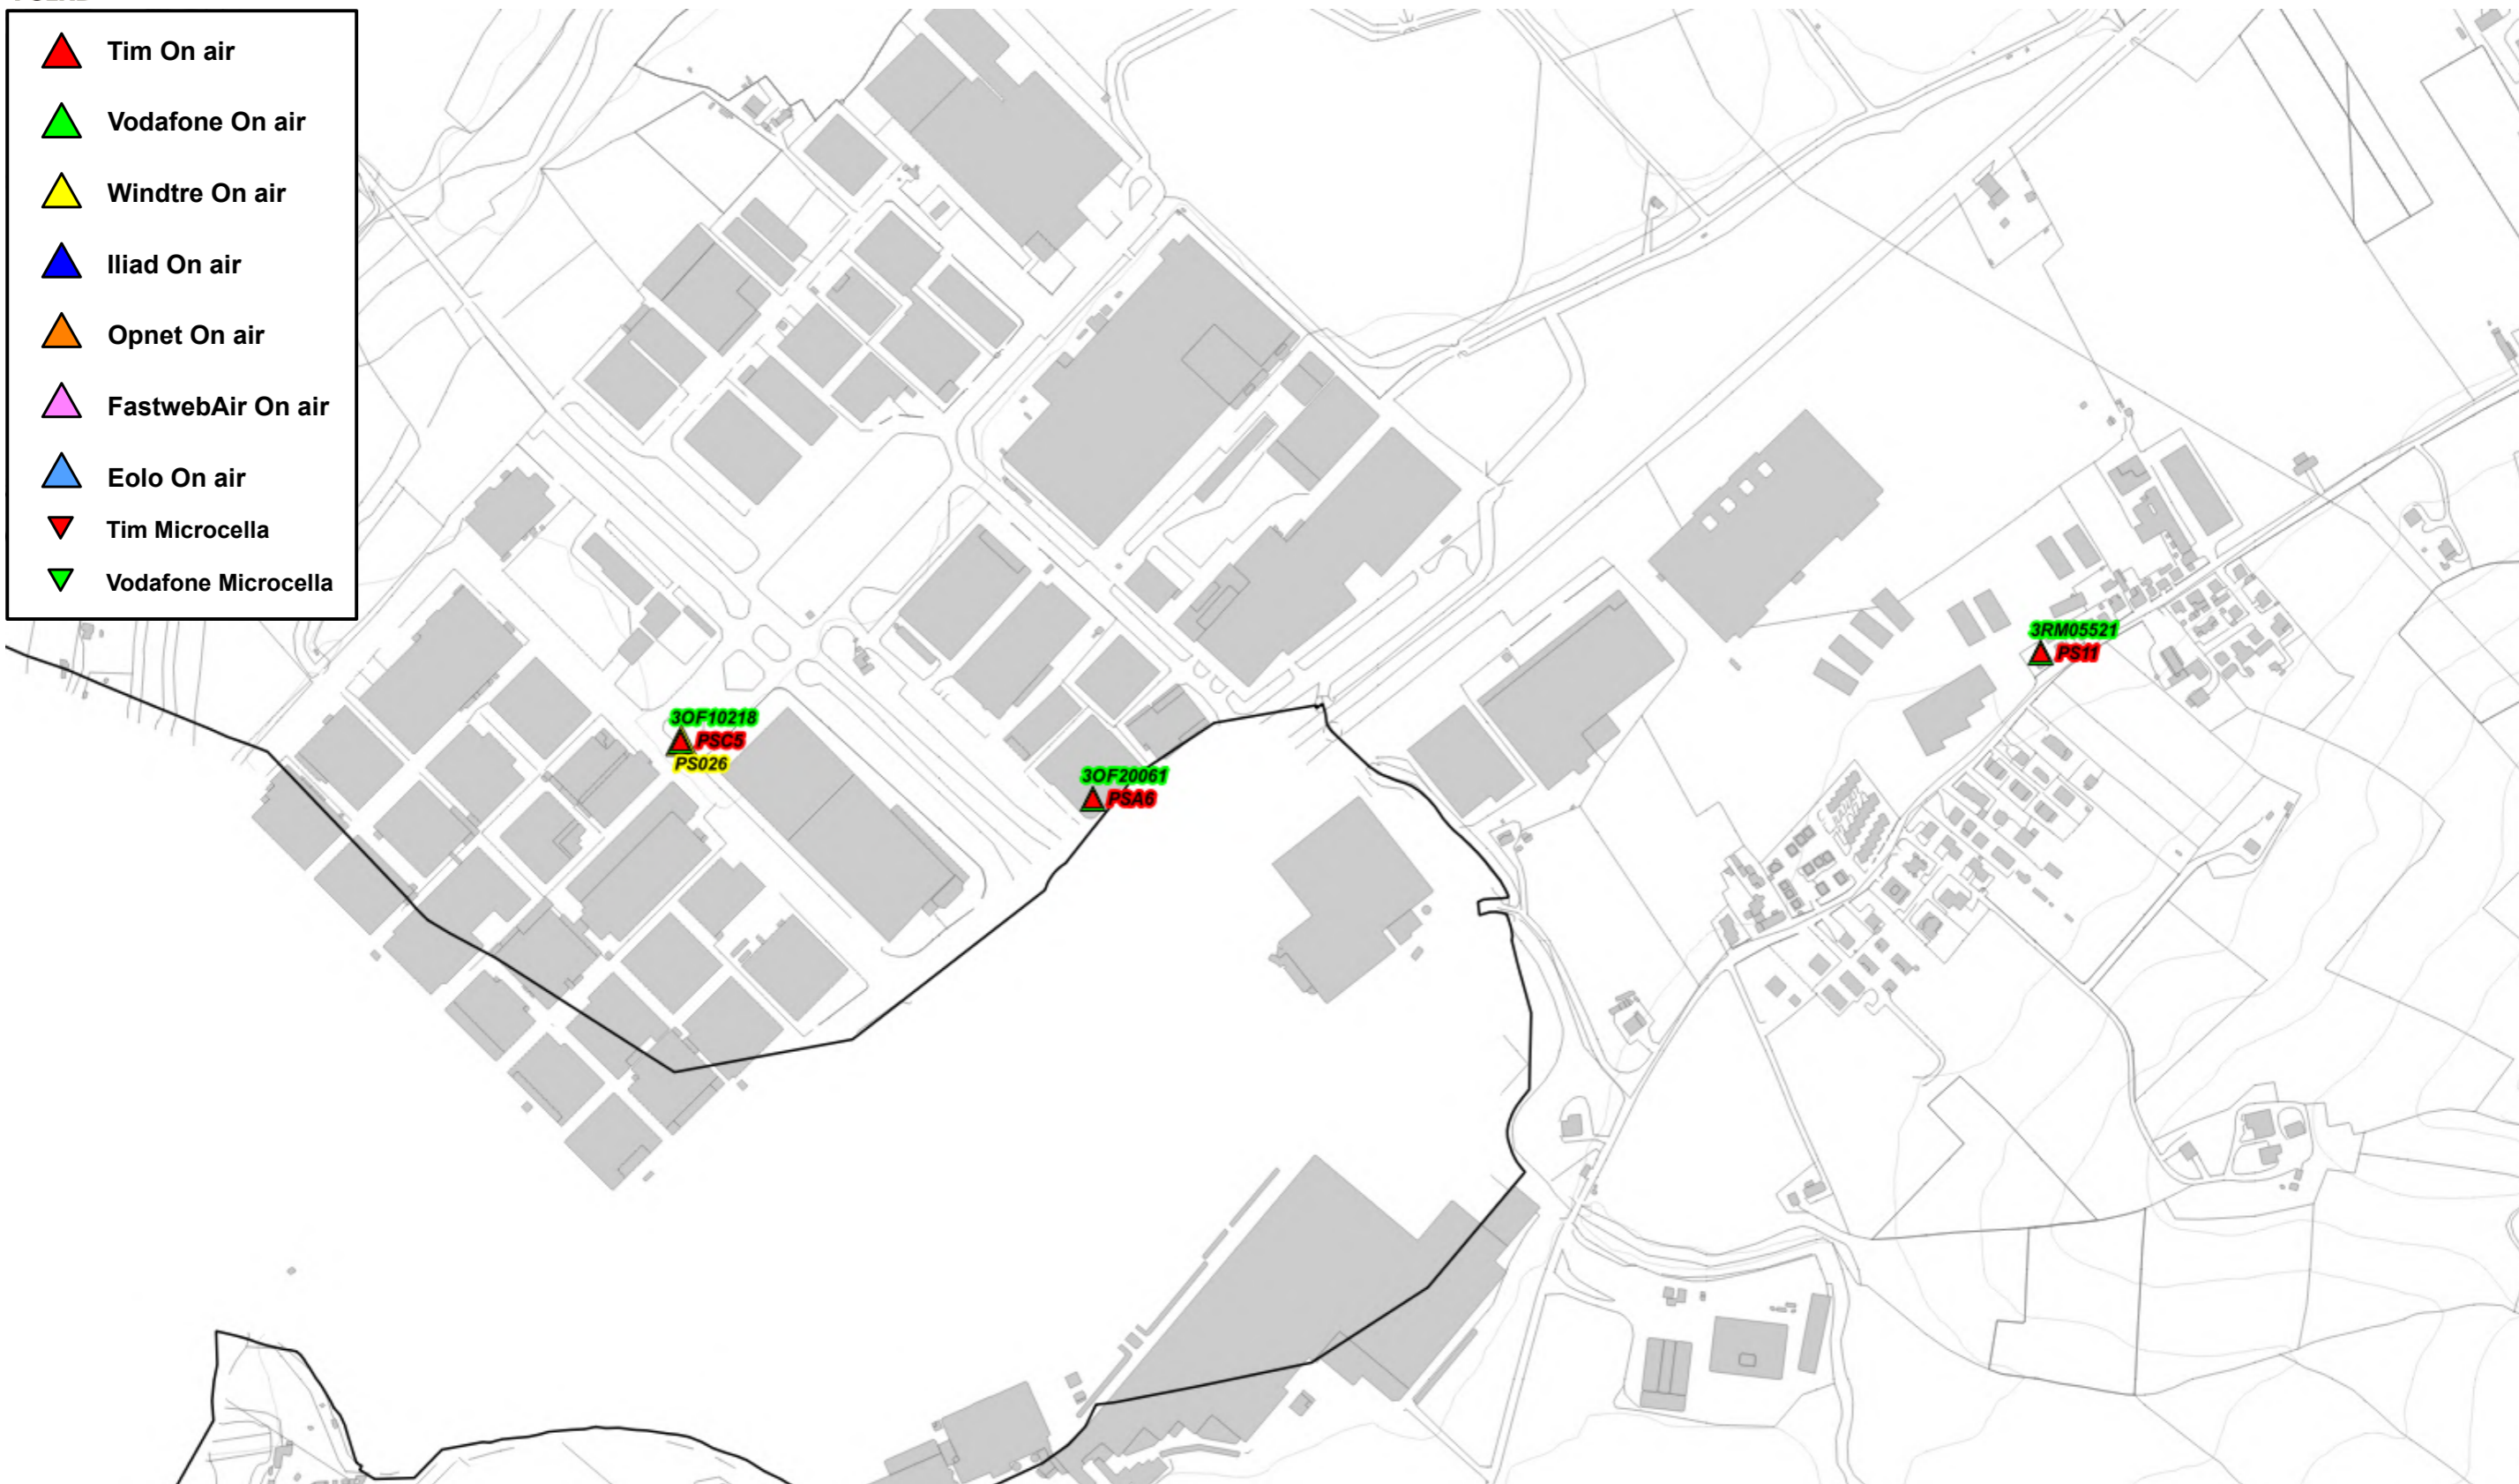 Tim On air
Vodafone On air
Windtre On air
Iliad On air
Opnet On air
FastwebAir On air
Eolo On air
Tim Microcella
Vodafone Microcella
3RM05521
PS11
3OF10218
PSC5
PS026
3OF20061
PSA6